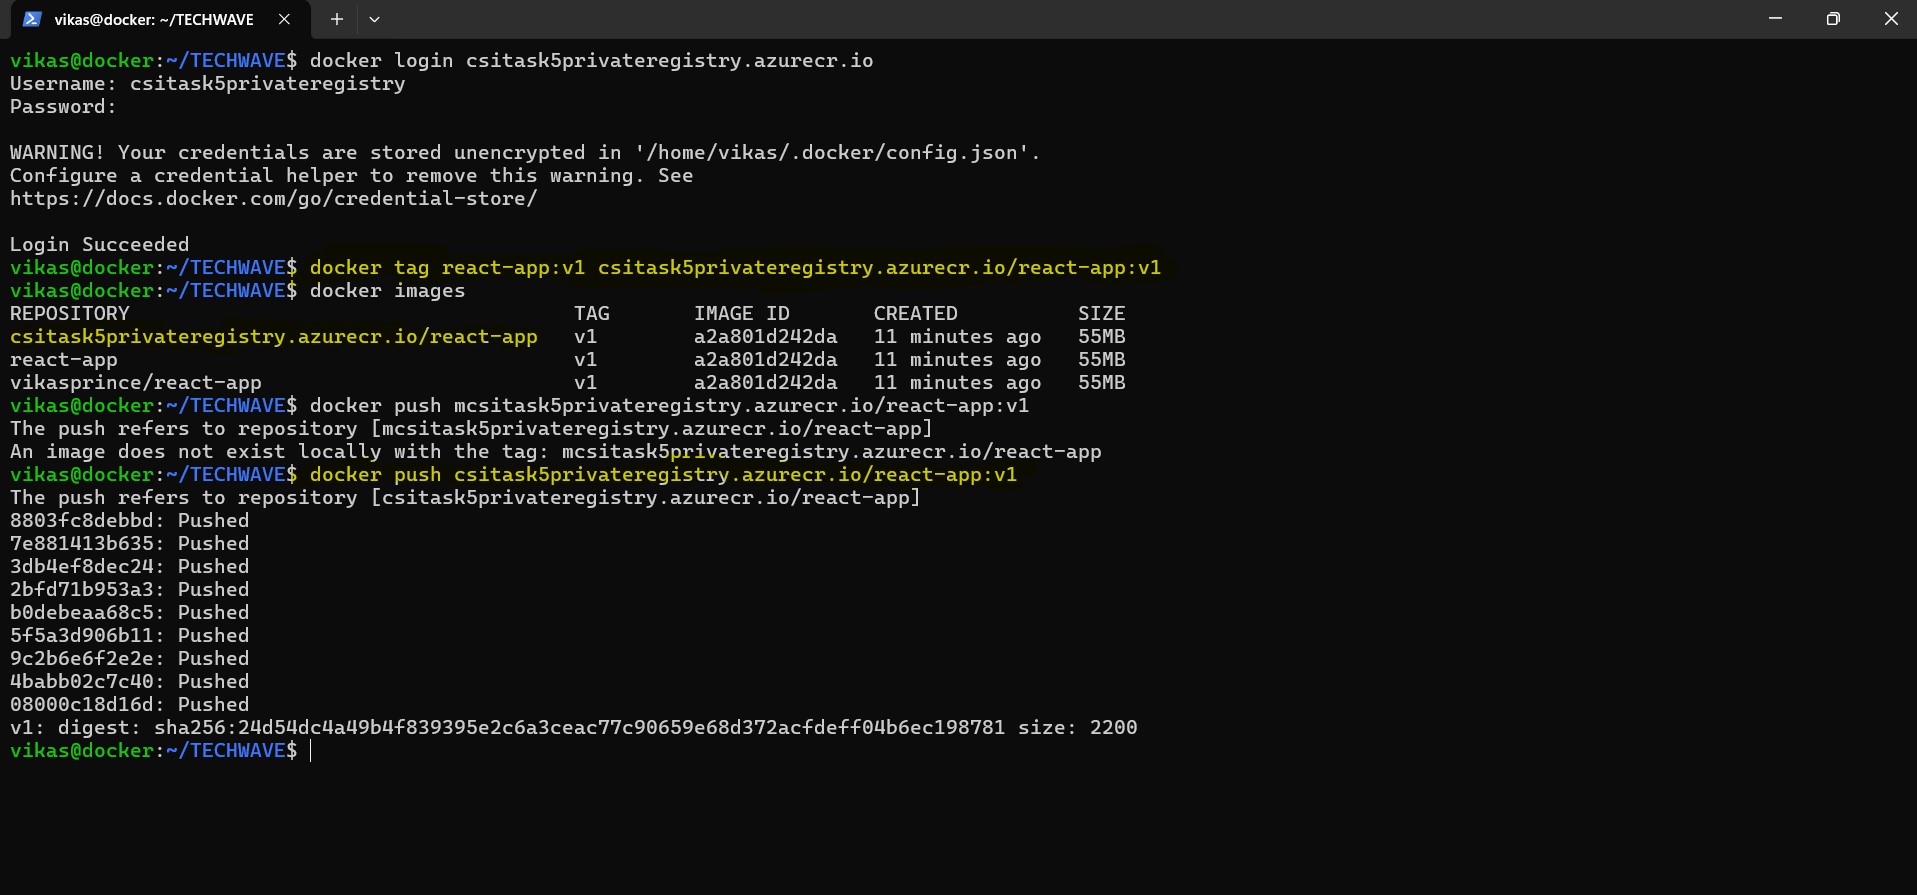 vikas@docker: ~/TECHWAVE
vikas@docker:~/TECHWAVE$ docker login csitask5privateregistry.azurecr.io
Username: csitask5privateregistry
Password:
WARNING! Your credentials are stored unencrypted in '/home/vikas/.docker/config.json'.
Configure a credential helper to remove this warning. See
https://docs.docker.com/go/credential-store/
Login Succeeded
vikas@docker:~/TECHWAVE$ docker tag react-app:v1 csitask5privateregistry.azurecr.io/react-app:v1
vikas@docker:~/TECHWAVE$ docker images
REPOSITORY TAG IMAGE ID CREATED SIZE
csitask5privateregistry.azurecr.io/react-app v1 a2a801d242da 11 minutes ago 55MB
react-app v1 a2a801d242da 11 minutes ago 55MB
vikasprince/react-app v1 a2a801d242da 11 minutes ago 55MB
vikas@docker:~/TECHWAVE$ docker push mcsitask5privateregistry.azurecr.io/react-app:v1
The push refers to repository [mcsitask5privateregistry.azurecr.io/react-app]
An image does not exist locally with the tag: mcsitask5privateregistry.azurecr.io/react-app
vikas@docker:~/TECHWAVE$ docker push csitask5privateregistry.azurecr.io/react-app:v1
The push refers to repository [csitask5privateregistry.azurecr.io/react-app]
8803fc8debbd: Pushed
7e881413b635: Pushed
3db4ef8dec24: Pushed
2bfd71b953a3: Pushed
b0debeaa68c5: Pushed
5f5a3d906b11: Pushed
9c2b6e6f2e2e: Pushed
4babb02c7c40: Pushed
08000c18d16d: Pushed
v1: digest: sha256:24d54dc4a49b4f839395e2c6a3ceac77c90659e68d372acfdeff04b6ec198781 size: 2200
vikas@docker:~/TECHWAVE$